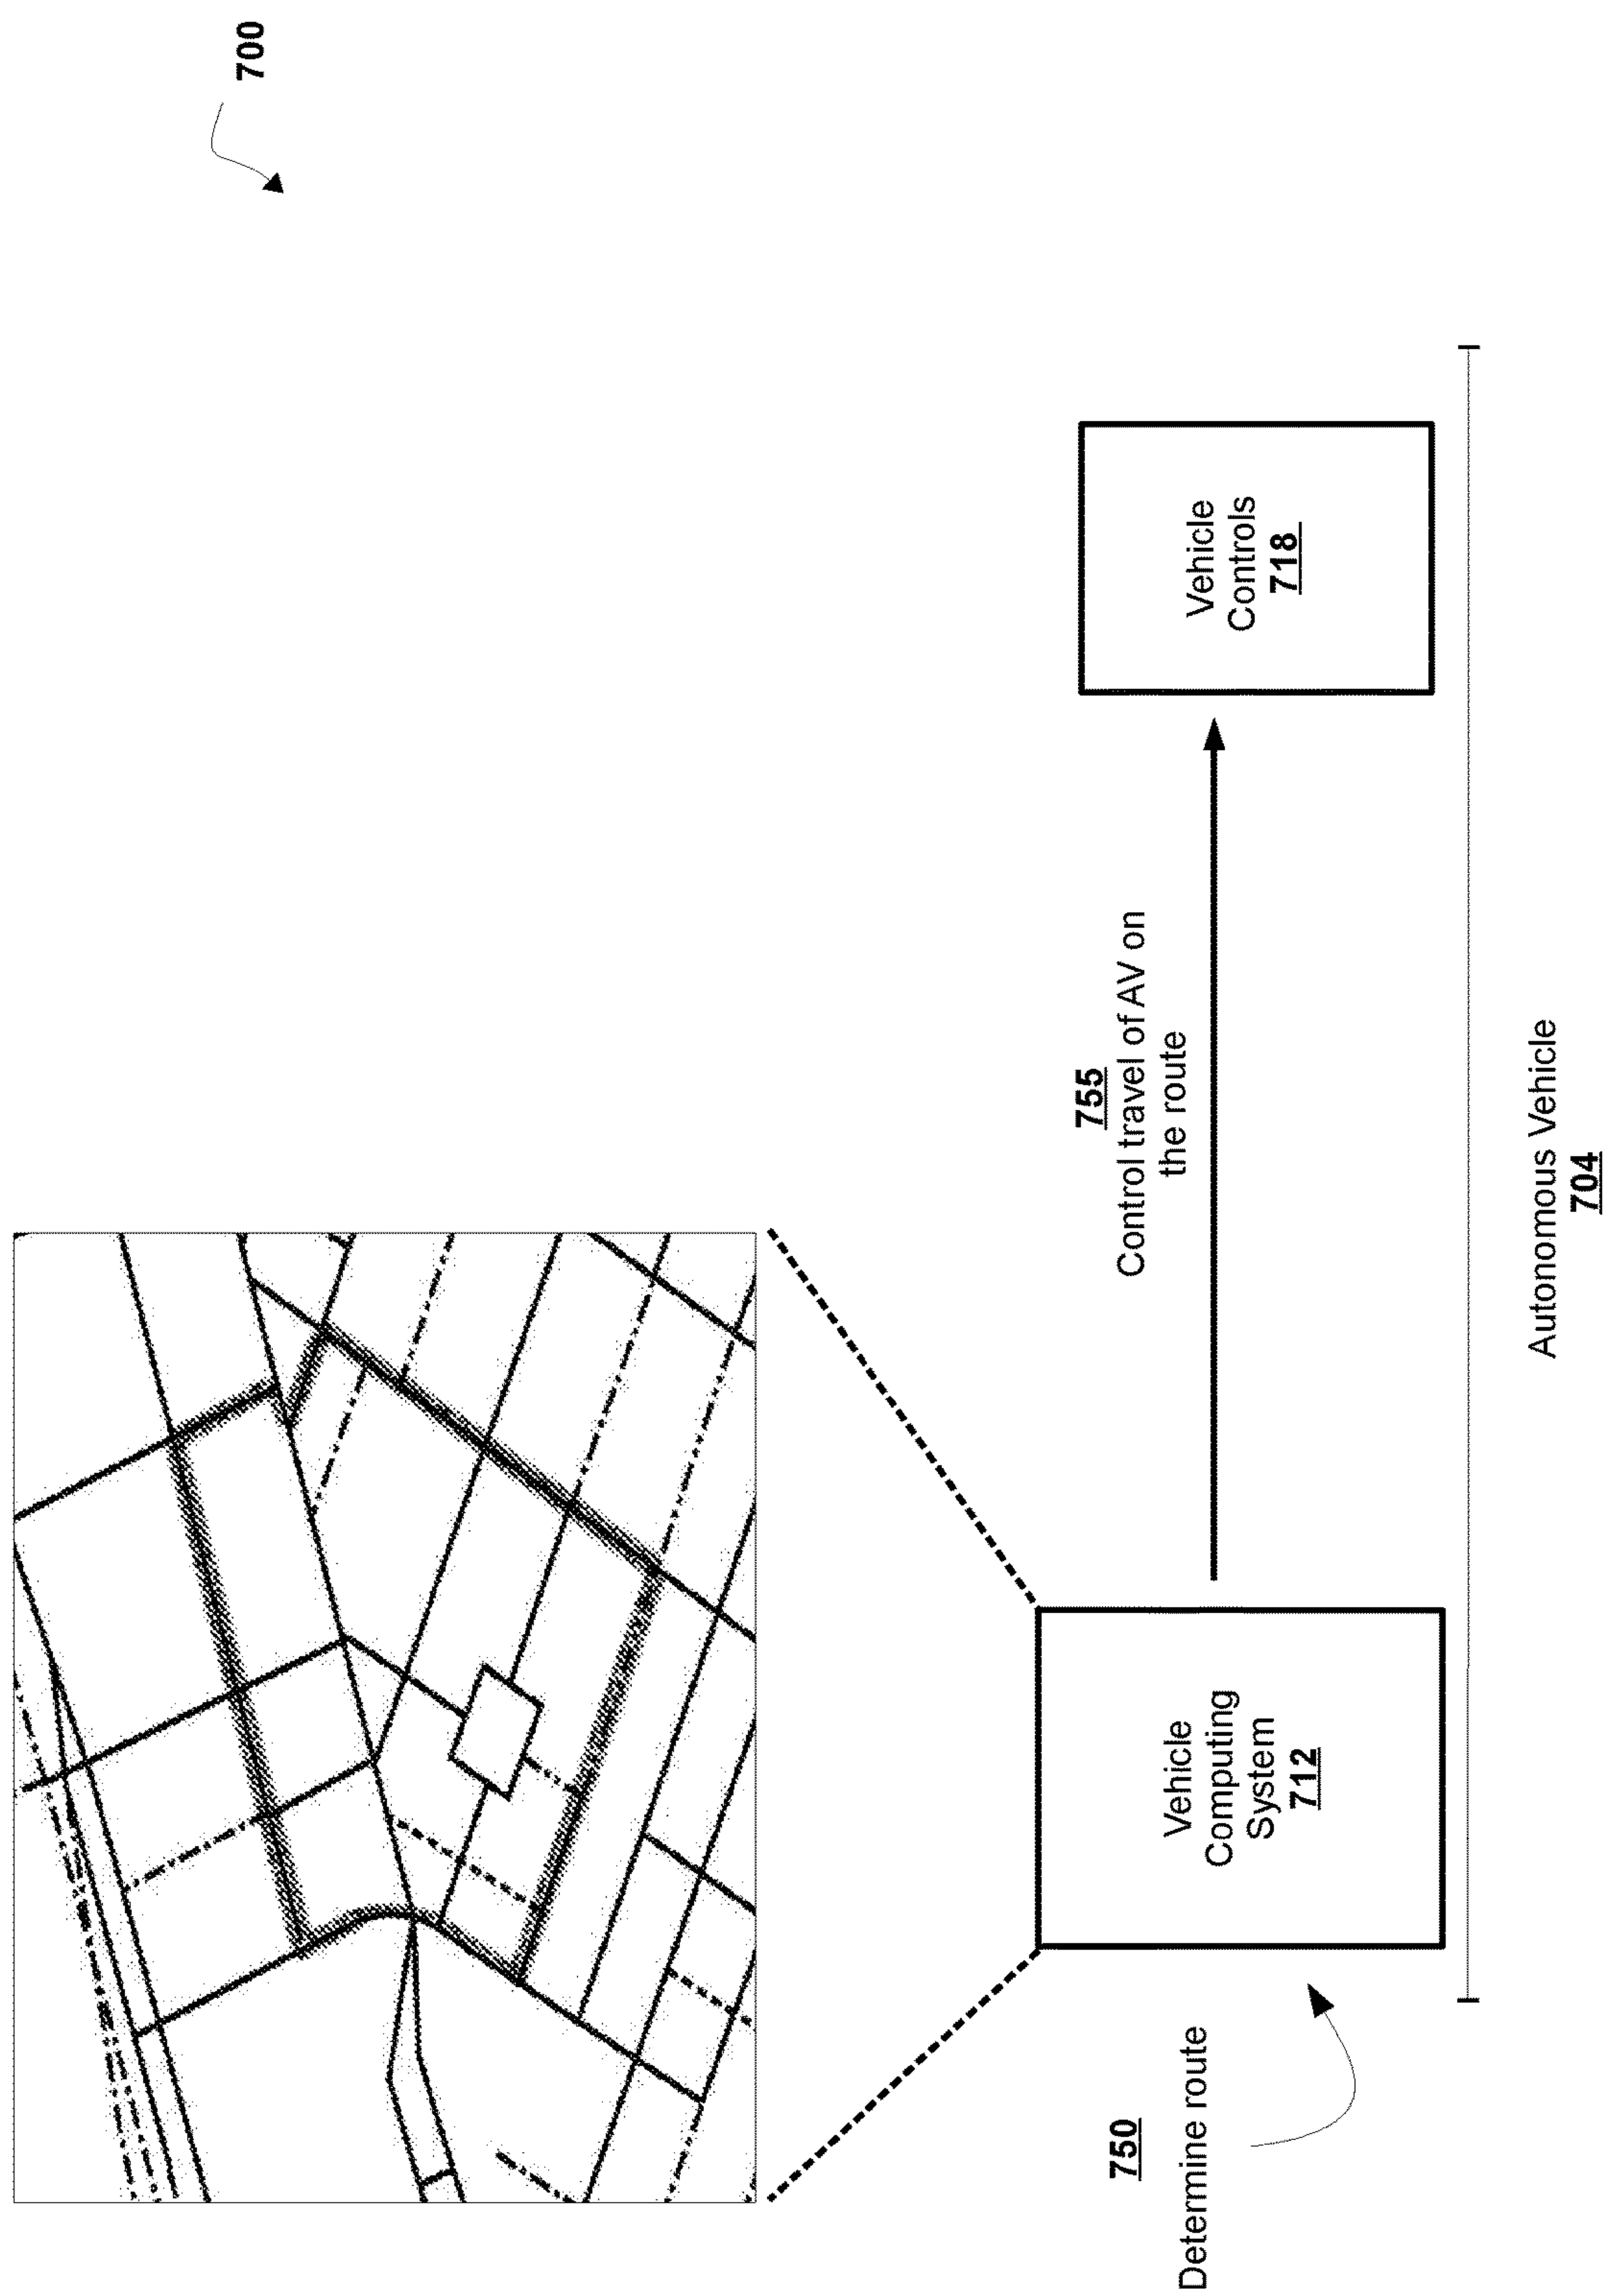 700
750
Determine route
Vehicle
Computing
System
712
755
Control travel of AV on
the route
Vehicle
Controls
718
Autonomous Vehicle
704